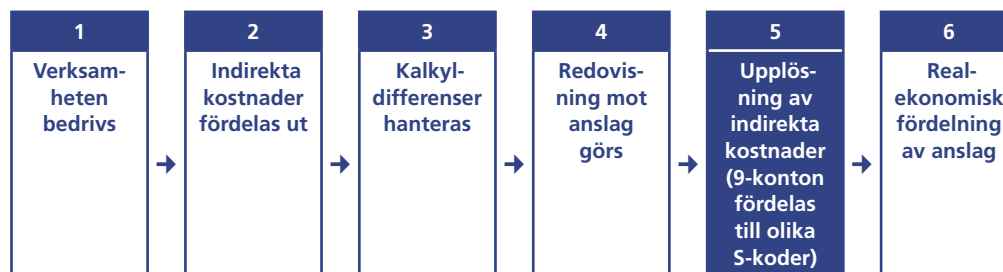 1
Verksam-
heten
bedrivs
2
Indirekta
kostnader
fördelas ut
3
Kalkyl-
differenser
hanteras
4
Redovis-
ning mot
anslag
görs
5
Upplös-
ning av
indirekta
kostnader
(9-konton
fördelas
till olika
S-koder)
6
Real-
ekonomisk
fördelning
av anslag